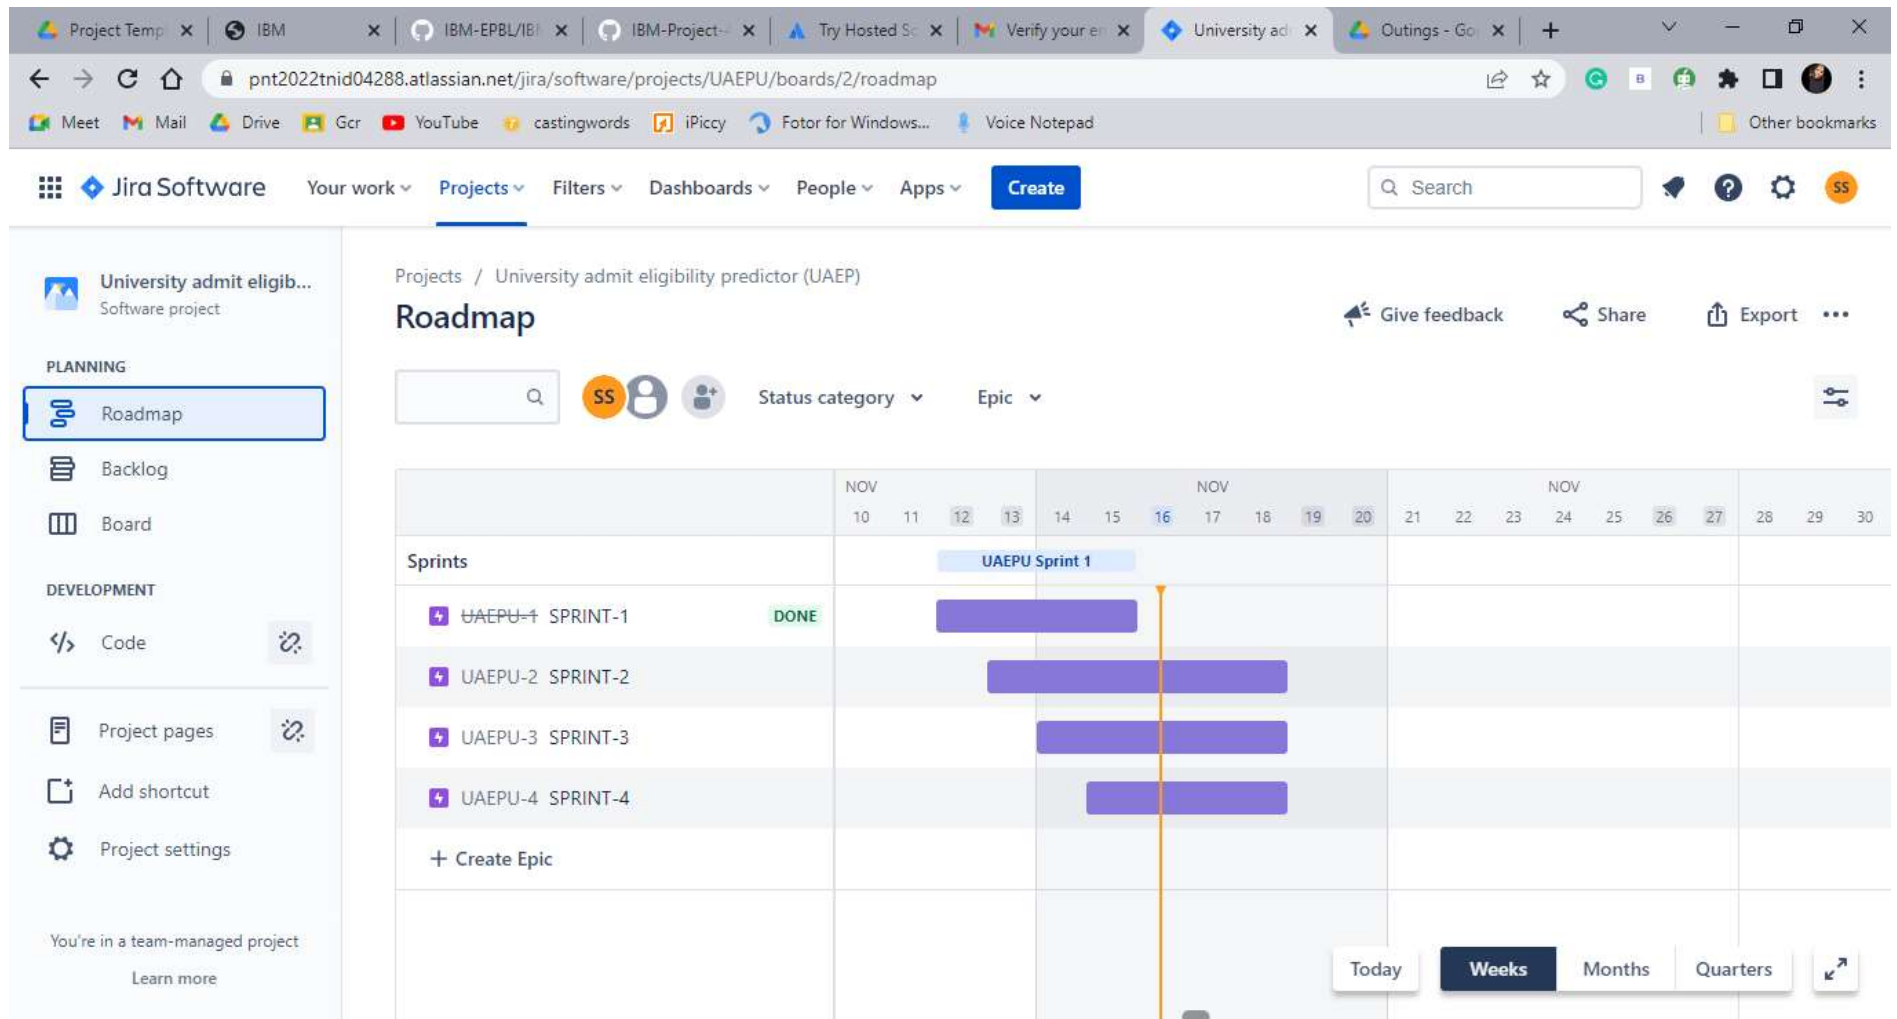 Project Temp
IBM
IBM-EPBL/IB
IBM-Project-
Try Hosted Sc
Verify your e
University ad
Outings - Go
pnt2022tnid04288.atlassian.net/jira/software/projects/UAEPU/boards/2/roadmap
Meet Mail Drive Gcr YouTube castingwords iPiccy Fotor for Windows... Voice Notepad Other bookmarks
Jira Software Your work Projects Filters Dashboards People Apps Create Search SS
University admit eligib...
Software project
PLANNING
Roadmap
Backlog
Board
DEVELOPMENT
Code
Project pages
Add shortcut
Project settings
You're in a team-managed project
Learn more
Projects / University admit eligibility predictor (UAEP)
Roadmap
Give feedback Share Export
SS Status category Epic
NOV NOV NOV
10 11 12 13 14 15 16 17 18 19 20 21 22 23 24 25 26 27 28 29 30
Sprints UAEPU Sprint 1
UAEPU-1 SPRINT-1 DONE
UAEPU-2 SPRINT-2
UAEPU-3 SPRINT-3
UAEPU-4 SPRINT-4
+ Create Epic
Today Weeks Months Quarters